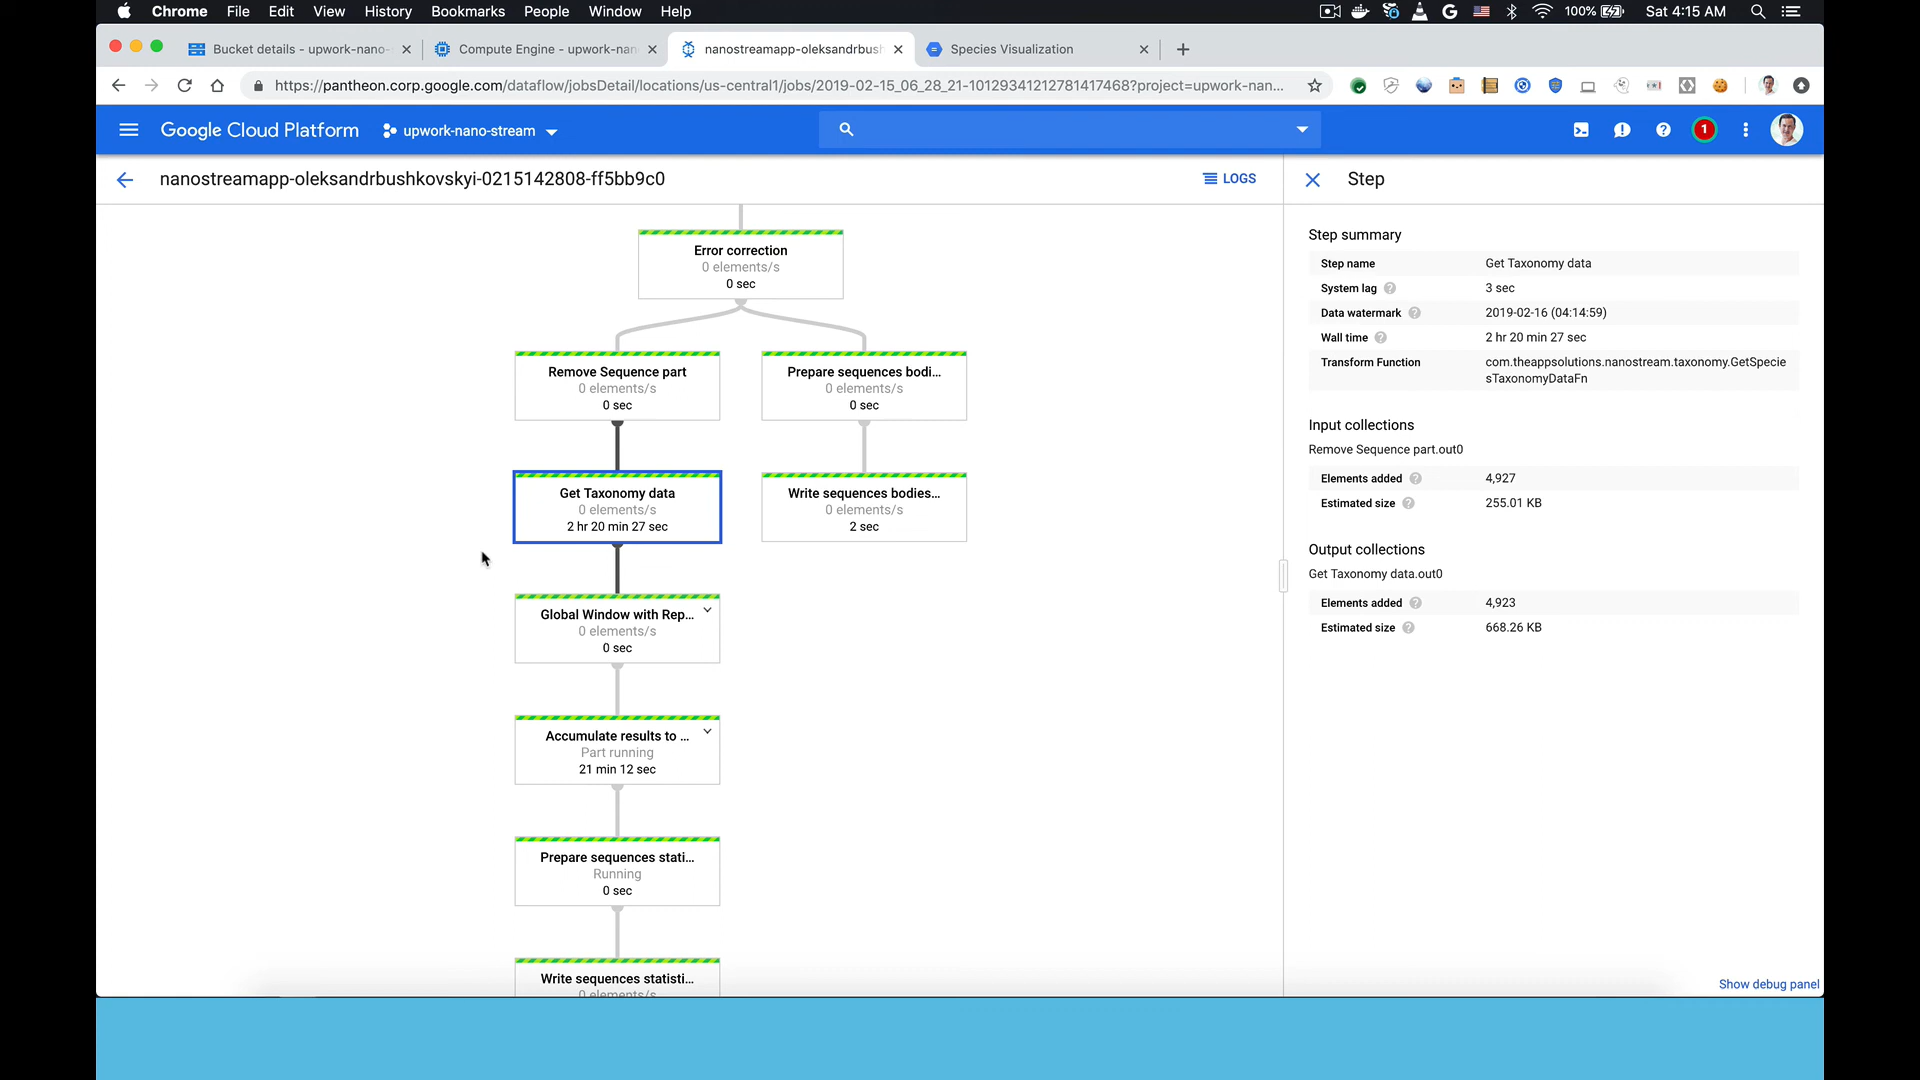 Chrome File Edit View History Bookmarks People Window Help
100% Sat 4:15 AM
Bucket details - upwork-nano-
Compute Engine - upwork-nan
nanostreamapp-oleksandrbush
Species Visualization
https://pantheon.corp.google.com/dataflow/jobsDetail/locations/us-central1/jobs/2019-02-15_06_28_21-10129341212781417468?project=upwork-nan...
Google Cloud Platform
upwork-nano-stream
1
nanostreamapp-oleksandrbushkovskyi-0215142808-ff5bb9c0
LOGS
Error correction
0 elements/s
0 sec
Remove Sequence part
0 elements/s
0 sec
Prepare sequences bodi...
0 elements/s
0 sec
Get Taxonomy data
0 elements/s
2 hr 20 min 27 sec
Write sequences bodies...
0 elements/s
2 sec
Global Window with Rep...
0 elements/s
0 sec
Accumulate results to ...
Part running
21 min 12 sec
Prepare sequences stati...
Running
0 sec
Write sequences statisti...
0 elements/s
Step
Step summary
Step name Get Taxonomy data
System lag 3 sec
Data watermark 2019-02-16 (04:14:59)
Wall time 2 hr 20 min 27 sec
Transform Function com.theappsolutions.nanostream.taxonomy.GetSpecie
sTaxonomyDataFn
Input collections
Remove Sequence part.out0
Elements added 4,927
Estimated size 255.01 KB
Output collections
Get Taxonomy data.out0
Elements added 4,923
Estimated size 668.26 KB
Show debug panel